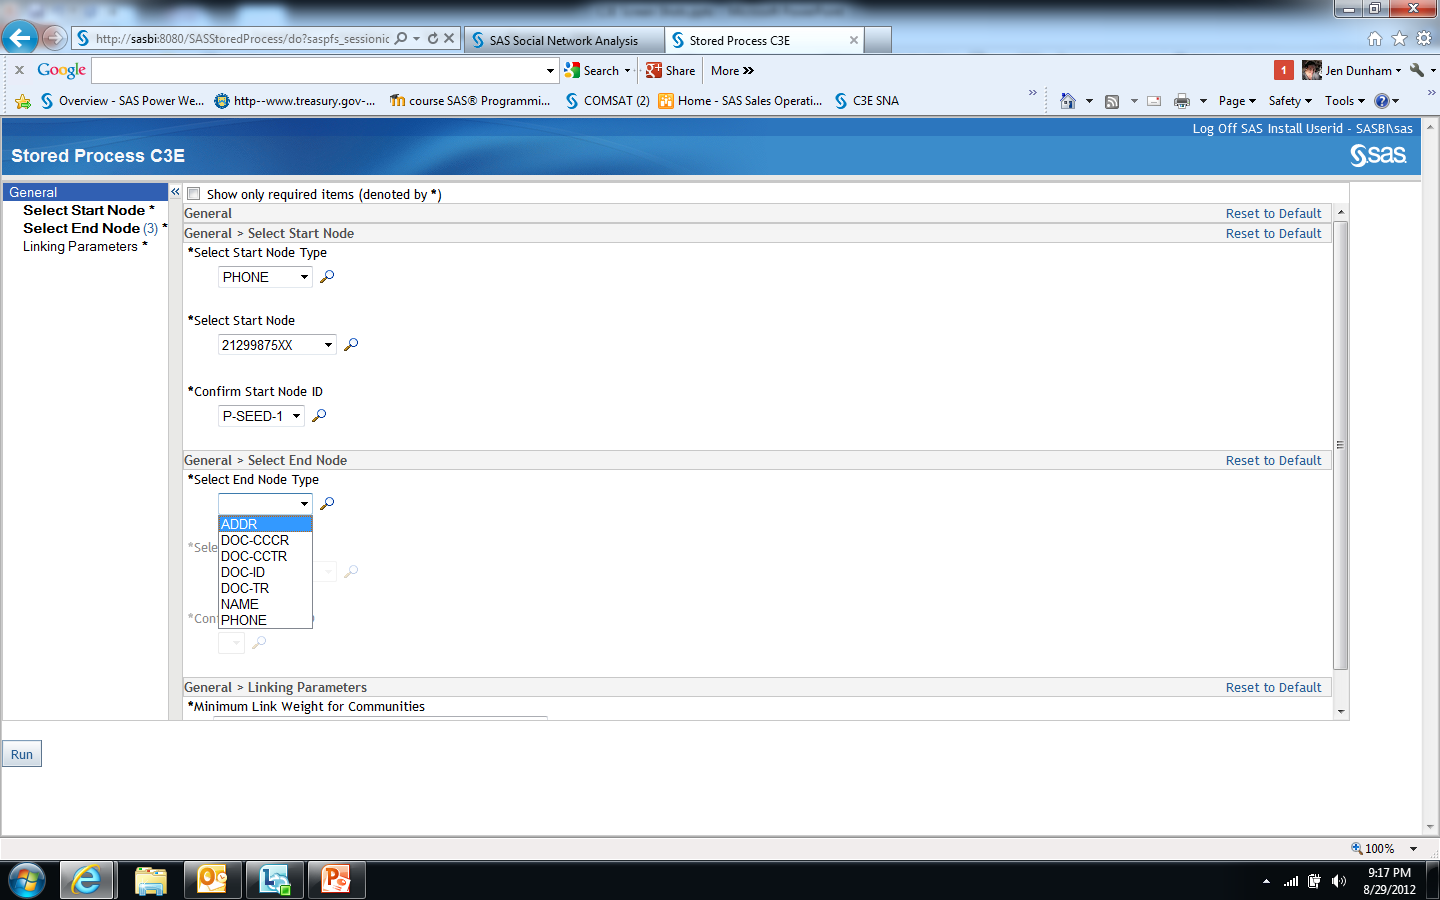 http://sasbi:8080/SASStoredProcess/do?saspfs_sessionic
SAS Social Network Analysis
Stored Process C3E
Google
Search
Share
More
1
Jen Dunham
Overview - SAS Power We...
http--www.treasury.gov-...
course SAS® Programmi...
COMSAT (2)
Home - SAS Sales Operati...
C3E SNA
Page
Safety
Tools
Log Off SAS Install Userid - SASBI\sas
Stored Process C3E
sas
General
Select Start Node *
Select End Node (3) *
Linking Parameters *
Show only required items (denoted by *)
General
Reset to Default
General > Select Start Node
Reset to Default
*Select Start Node Type
PHONE
*Select Start Node
21299875XX
*Confirm Start Node ID
P-SEED-1
General > Select End Node
Reset to Default
*Select End Node Type
ADDR
DOC-CCCR
DOC-CCTR
DOC-ID
DOC-TR
NAME
PHONE
*Sele
*Con
General > Linking Parameters
Reset to Default
*Minimum Link Weight for Communities
Run
100%
9:17 PM
8/29/2012